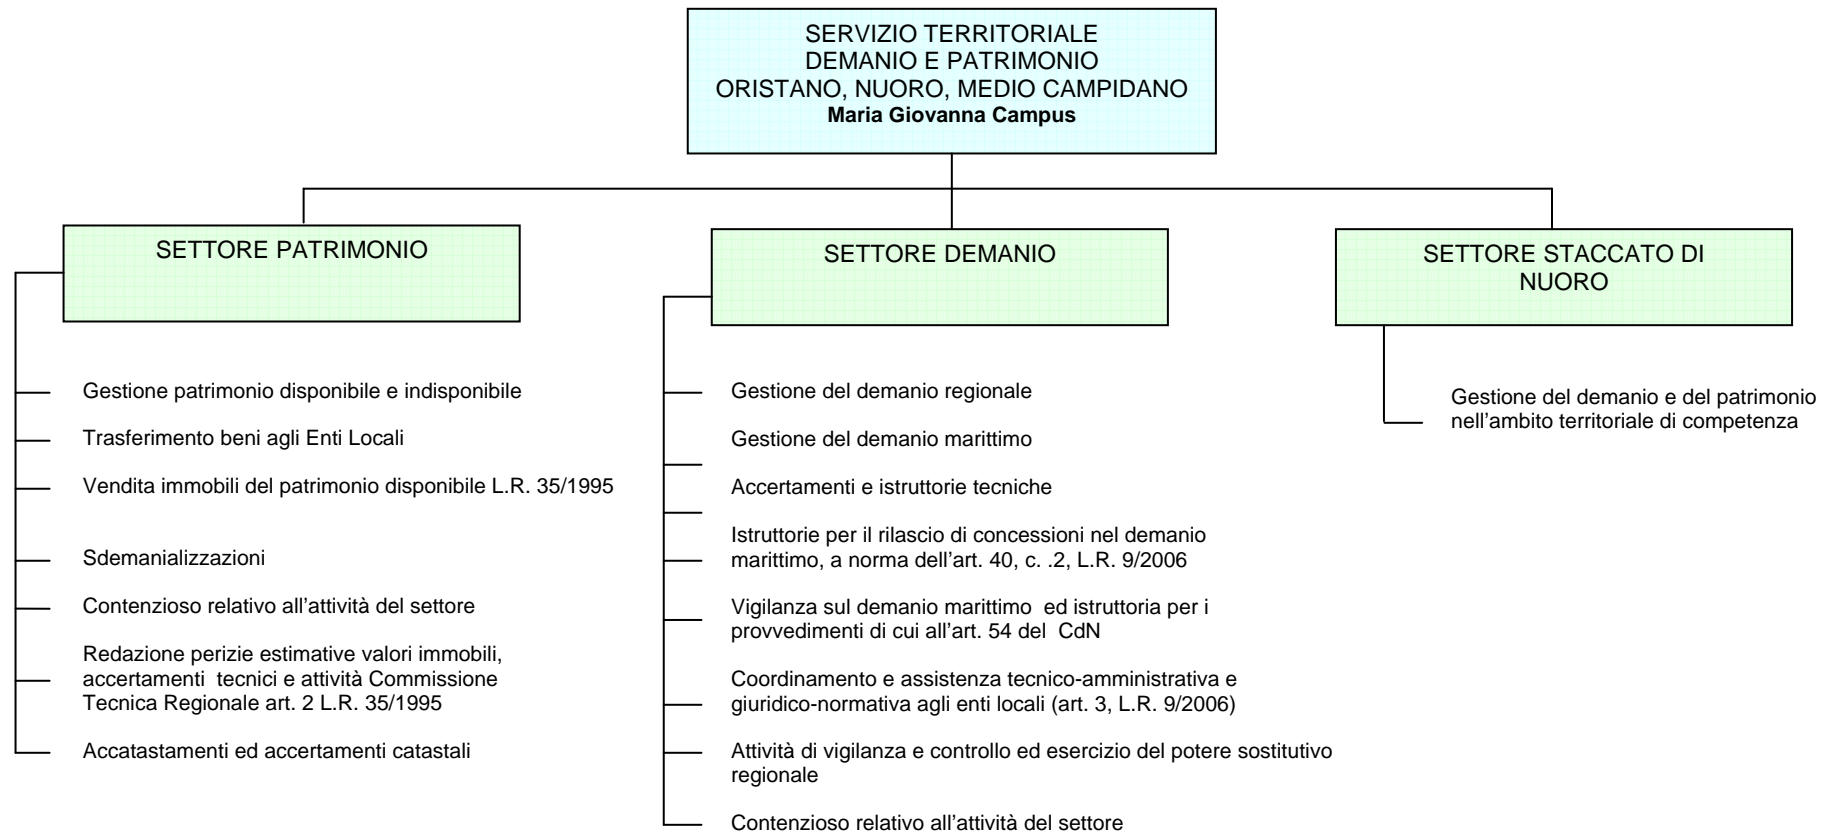 SERVIZIO TERRITORIALE
DEMANIO E PATRIMONIO
ORISTANO, NUORO, MEDIO CAMPIDANO
Maria Giovanna Campus
SETTORE PATRIMONIO
Gestione patrimonio disponibile e indisponibile
Trasferimento beni agli Enti Locali
Vendita immobili del patrimonio disponibile L.R. 35/1995
Sdemanializzazioni
Contenzioso relativo all'attività del settore
Redazione perizie estimative valori immobili,
accertamenti tecnici e attività Commissione
Tecnica Regionale art. 2 L.R. 35/1995
Accatastamenti ed accertamenti catastali
SETTORE DEMANIO
Gestione del demanio regionale
Gestione del demanio marittimo
Accertamenti e istruttorie tecniche
Istruttorie per il rilascio di concessioni nel demanio
marittimo, a norma dell'art. 40, c. .2, L.R. 9/2006
Vigilanza sul demanio marittimo ed istruttoria per i
provvedimenti di cui all'art. 54 del CdN
Coordinamento e assistenza tecnico-amministrativa e
giuridico-normativa agli enti locali (art. 3, L.R. 9/2006)
Attività di vigilanza e controllo ed esercizio del potere sostitutivo
regionale
Contenzioso relativo all'attività del settore
SETTORE STACCATO DI
NUORO
Gestione del demanio e del patrimonio
nell'ambito territoriale di competenza